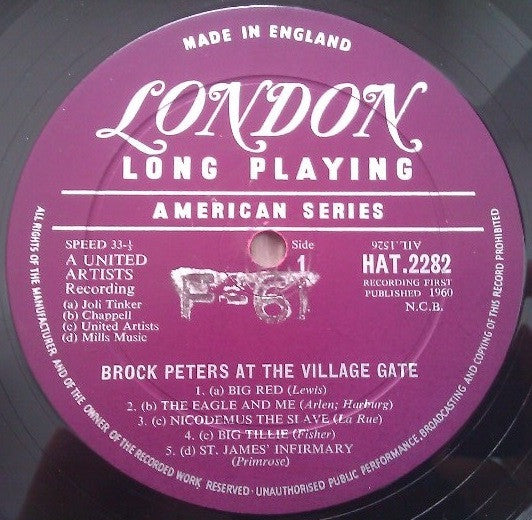 MADE IN ENGLAND
LONDON
LONG PLAYING
AMERICAN SERIES
SPEED 33-⅓
A UNITED
ARTISTS
Recording
(a) Joli Tinker
(b) Chappell
(c) United Artists
(d) Mills Music
Side
1
ATL.1526
HAT.2282
RECORDING FIRST
PUBLISHED 1960
N.C.B.
F-61
BROCK PETERS AT THE VILLAGE GATE
1. (a) BIG RED (Lewis)
2. (b) THE EAGLE AND ME (Arlen; Harburg)
3. (c) NICODEMUS THE SLAVE (La Rue)
4. (c) BIG TILLIE (Fisher)
5. (d) ST. JAMES' INFIRMARY
(Primrose)
ALL RIGHTS OF THE MANUFACTURER AND OF THE OWNER OF THE RECORDED WORK RESERVED · UNAUTHORISED PUBLIC PERFORMANCE, BROADCASTING AND COPYING OF THIS RECORD PROHIBITED